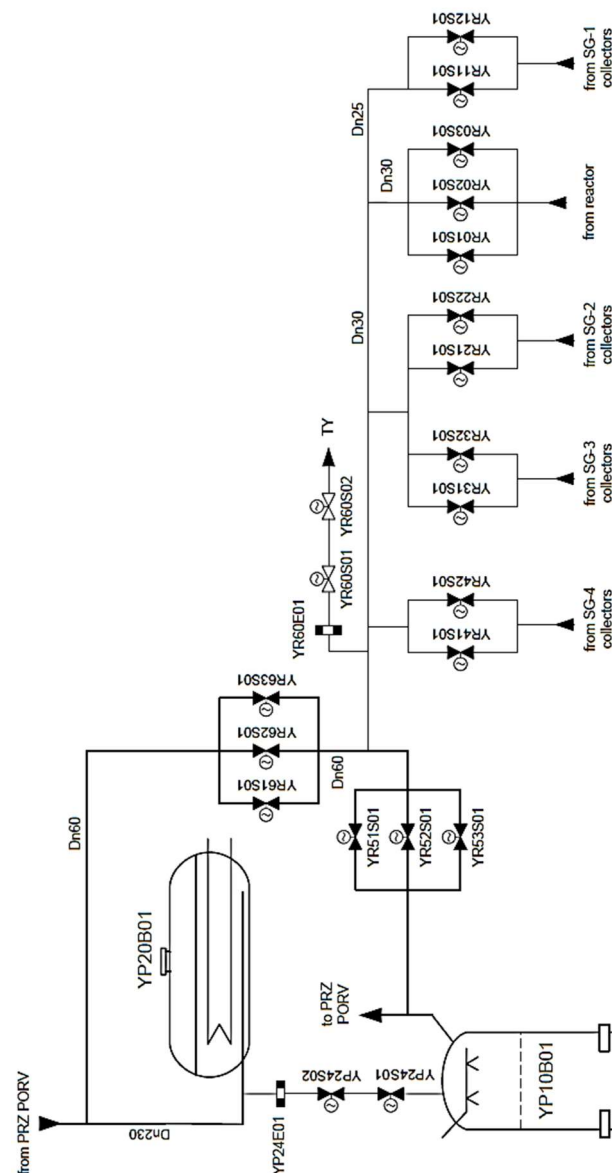 YR12S01
YR11S01
from SG-1
collectors
Dn25
YR03S01
YR02S01
YR01S01
Dn30
from reactor
Dn30
YR22S01
YR21S01
from SG-2
collectors
YR32S01
YR31S01
from SG-3
collectors
TY
YR60S02
YR60S01
YR60E01
YR42S01
YR41S01
from SG-4
collectors
YR63S01
YR62S01
YR61S01
Dn60
Dn60
YR51S01
YR52S01
YR53S01
YP20B01
to PRZ
PORV
from PRZ PORV
Dn230
YP24E01
YP24S02
YP24S01
YP10B01